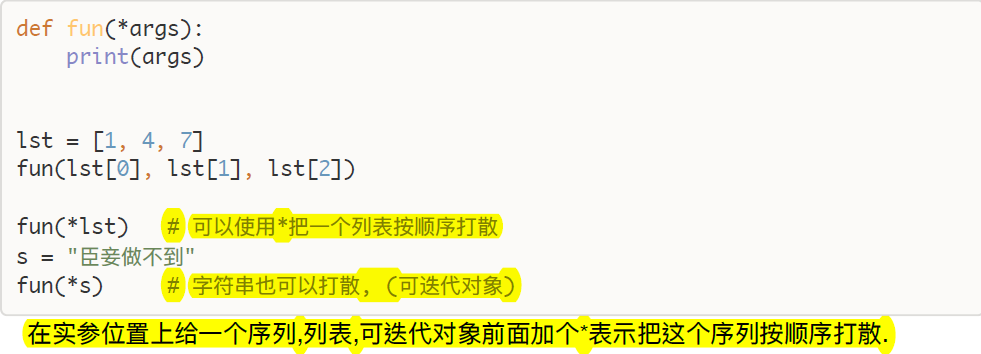 def fun(*args):
    print(args)
lst = [1, 4, 7]
fun(lst[0], lst[1], lst[2])
fun(*lst)   # 可以使用*把一个列表按顺序打散
s = "臣妾做不到"
fun(*s)     # 字符串也可以打散, (可迭代对象)
在实参位置上给一个序列,列表,可迭代对象前面加个*表示把这个序列按顺序打散.